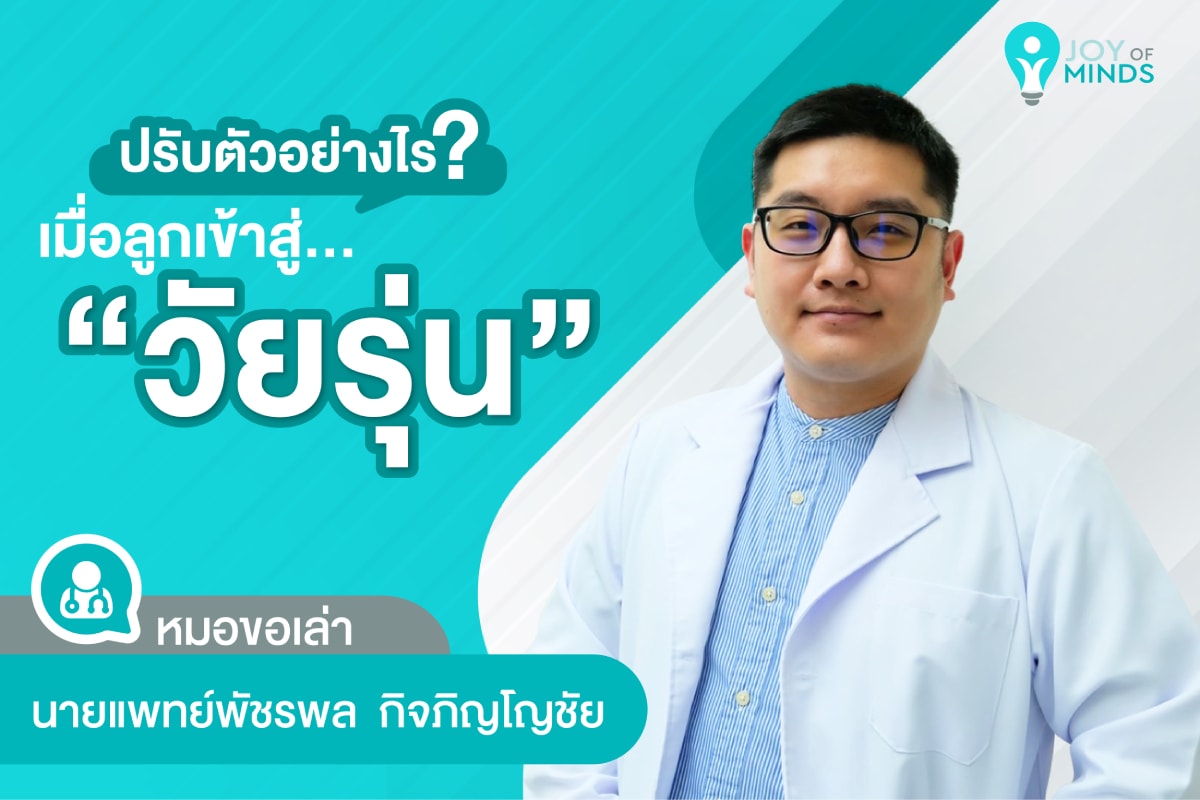 JOY OF
MINDS
ปรับตัวอย่างไร?
เมื่อลูกเข้าสู่...
“วัยรุ่น”
หมอขอเล่า
นายแพทย์พัชรพล กิจภิญโญชัย